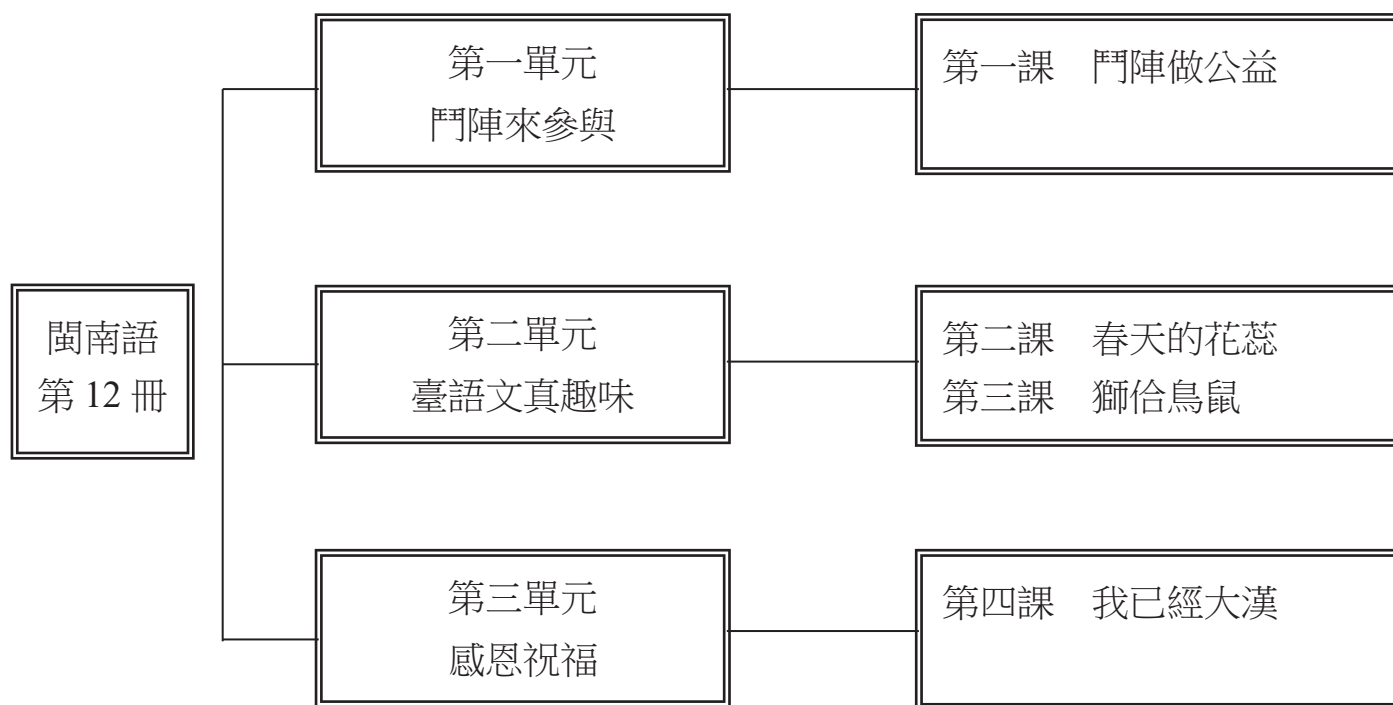 閩南語
第 12 冊
第一單元
鬥陣來參與
第一課　鬥陣做公益
第二單元
臺語文真趣味
第二課　春天的花蕊
第三課　獅佮鳥鼠
第三單元
感恩祝福
第四課　我已經大漢